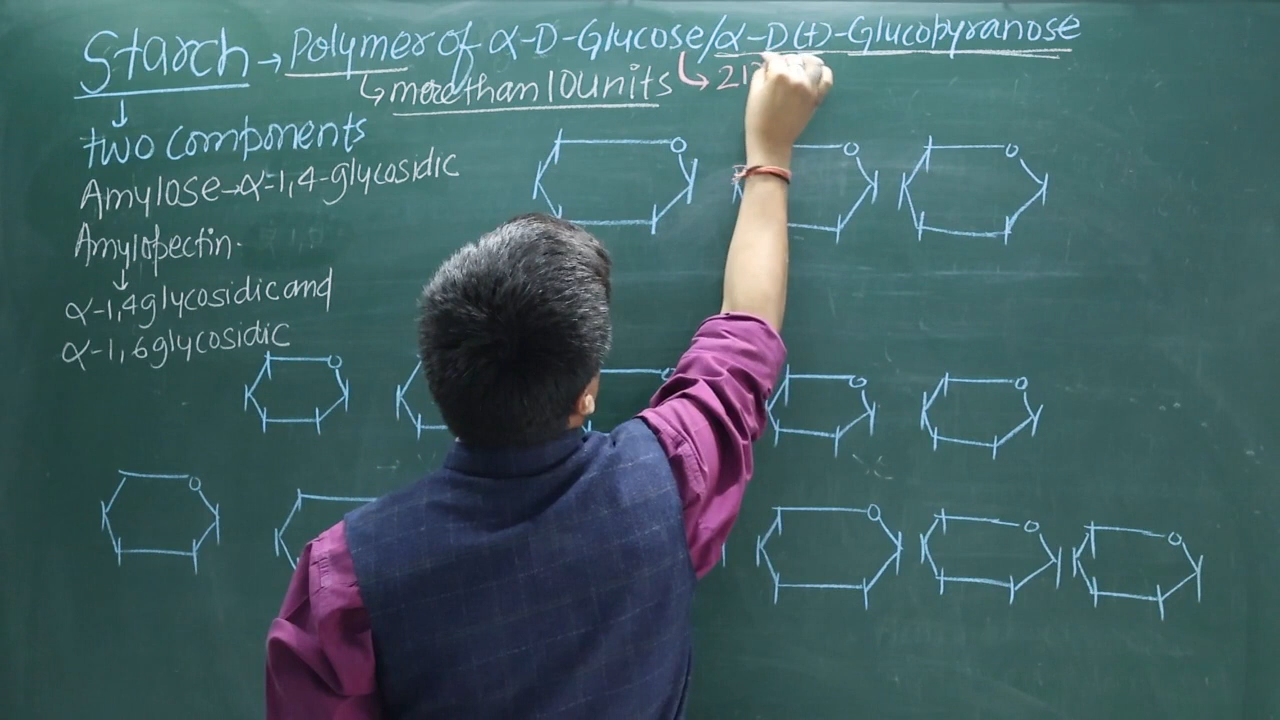 Starch → Polymer of α-D-Glucose/α-D(+)-Glucopyranose
↳ more than 10 units ↳ 21
↓
two components
Amylose → α-1,4-glycosidic
Amylopectin.
↓
α-1,4 glycosidic and
α-1,6 glycosidic
O O O
O O O O
O O O O